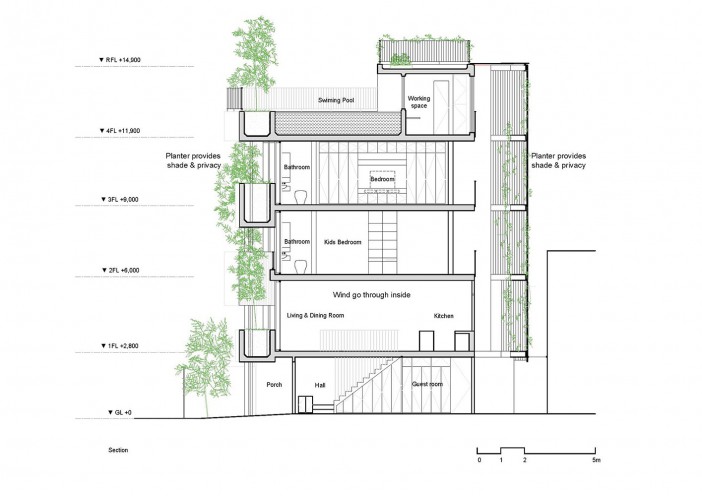 ▼ RFL +14,900
Swiming Pool
Working
space
▼ 4FL +11,900
Planter provides
shade & privacy
Planter provides
shade & privacy
Bathroom
Bedroom
▼ 3FL +9,000
Bathroom
Kids Bedroom
▼ 2FL +6,000
Wind go through inside
Living & Dining Room
Kitchen
▼ 1FL +2,800
Porch
Hall
Guest room
▼ GL +0
Section
0 1 2 5m